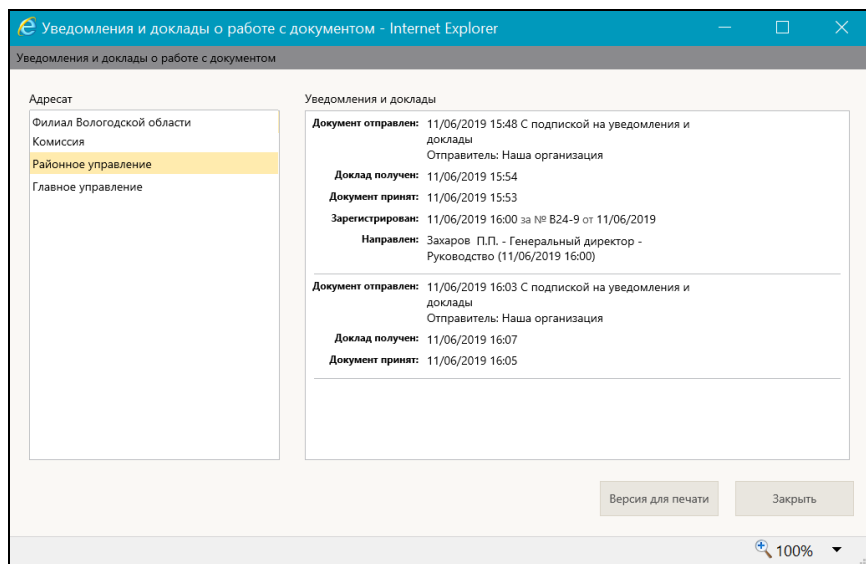 Уведомления и доклады о работе с документом - Internet Explorer
Уведомления и доклады о работе с документом
Адресат
Филиал Вологодской области
Комиссия
Районное управление
Главное управление
Уведомления и доклады
Документ отправлен: 11/06/2019 15:48 С подпиской на уведомления и
доклады
Отправитель: Наша организация
Доклад получен: 11/06/2019 15:54
Документ принят: 11/06/2019 15:53
Зарегистрирован: 11/06/2019 16:00 за № В24-9 от 11/06/2019
Направлен: Захаров П.П. - Генеральный директор -
Руководство (11/06/2019 16:00)
Документ отправлен: 11/06/2019 16:03 С подпиской на уведомления и
доклады
Отправитель: Наша организация
Доклад получен: 11/06/2019 16:07
Документ принят: 11/06/2019 16:05
Версия для печати
Закрыть
100%